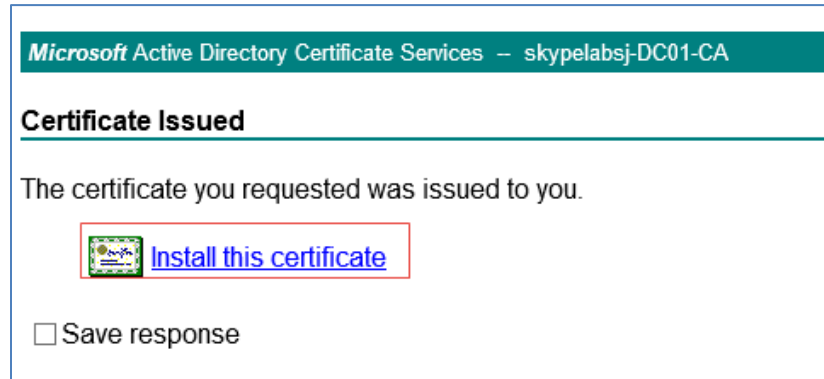 Microsoft Active Directory Certificate Services -- skypelabsj-DC01-CA
Certificate Issued
The certificate you requested was issued to you.
Install this certificate
Save response